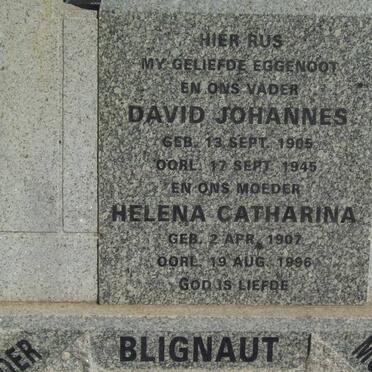 HIER RUS
MY GELIEFDE EGGENOOT
EN ONS VADER
DAVID JOHANNES
GEB. 13 SEPT. 1905
OORL. 17 SEPT. 1945
EN ONS MOEDER
HELENA CATHARINA
GEB. 2 APR. 1907
OORL. 19 AUG. 1996
GOD IS LIEFDE
BLIGNAUT